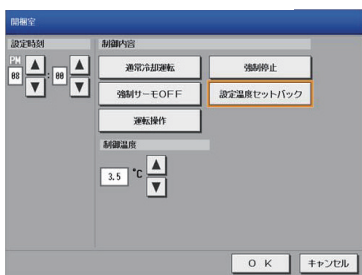 開梱室
設定時刻
制御内容
PM
08 : 00
通常冷却運転
強制停止
強制サーモOFF
設定温度セットバック
運転操作
制御温度
3.5 ℃
O K
キャンセル